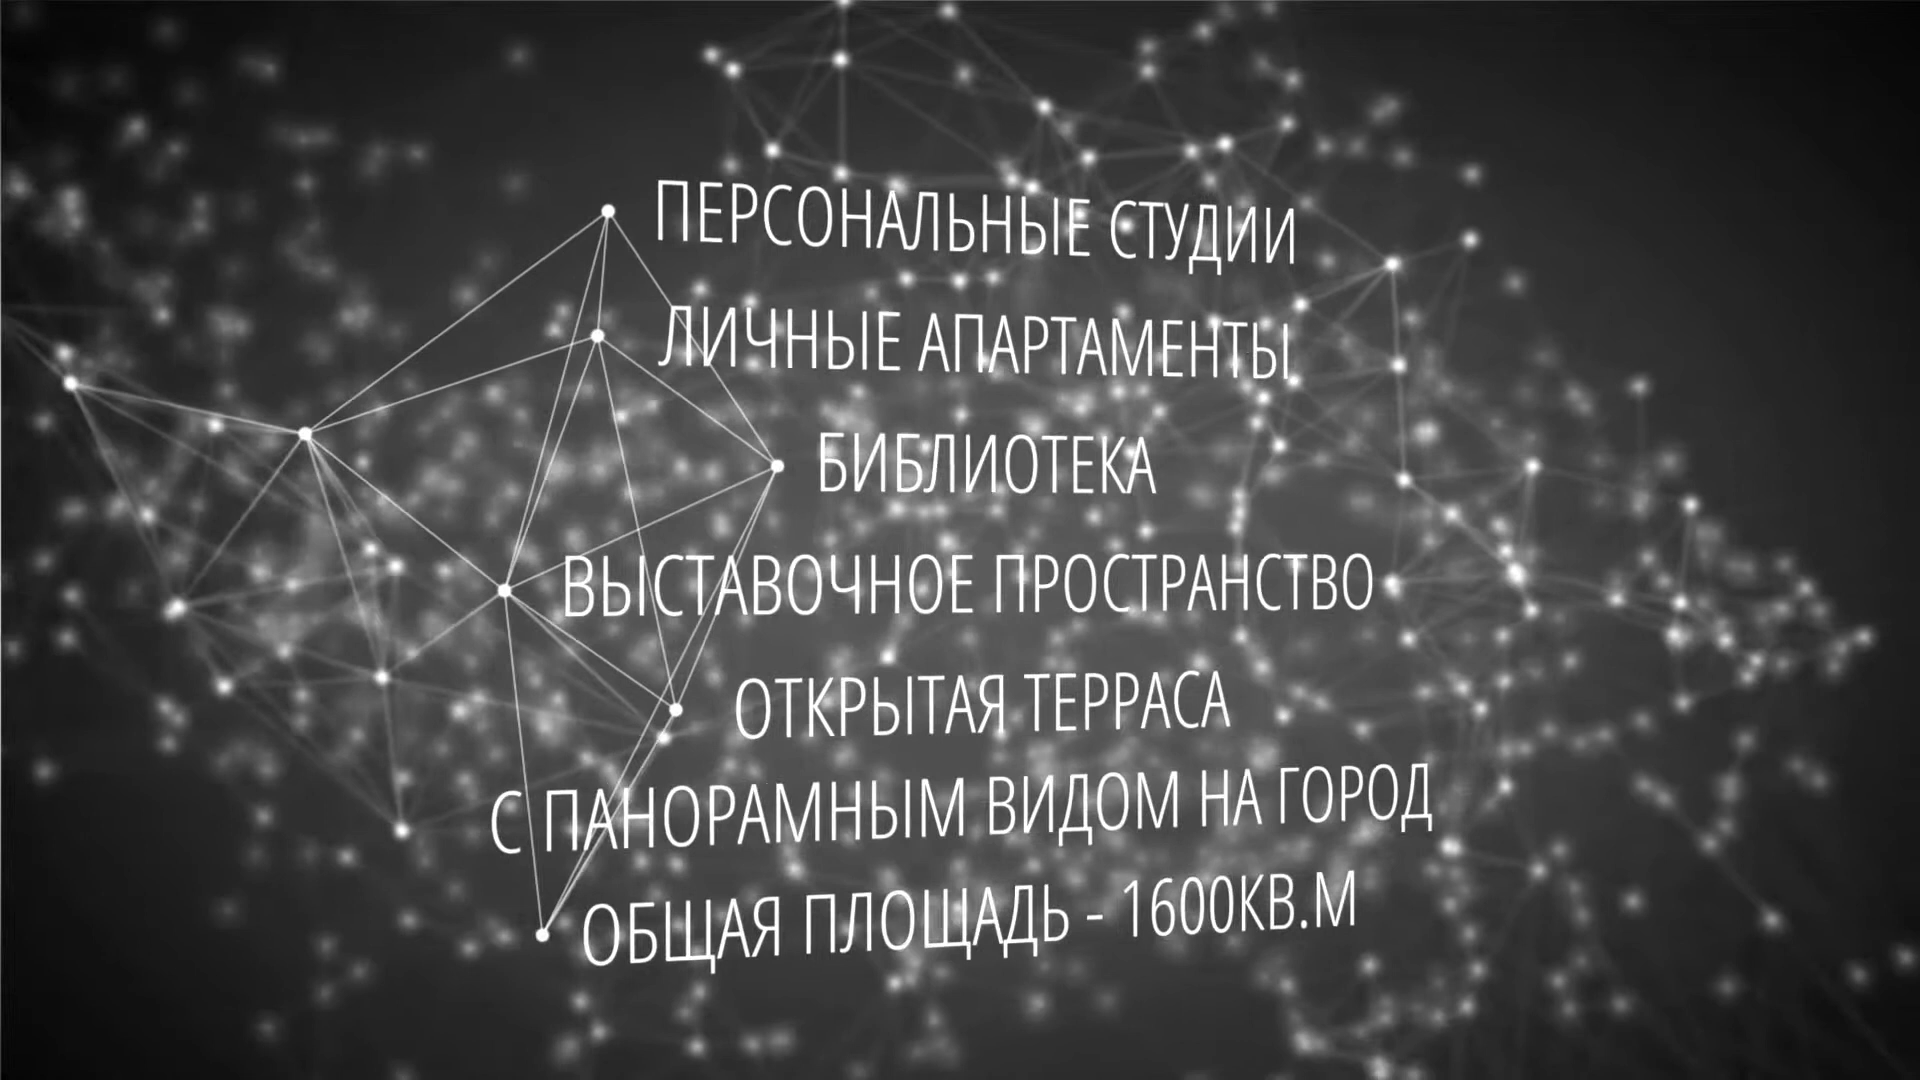 ПЕРСОНАЛЬНЫЕ СТУДИИ
ЛИЧНЫЕ АПАРТАМЕНТЫ
БИБЛИОТЕКА
ВЫСТАВОЧНОЕ ПРОСТРАНСТВО
ОТКРЫТАЯ ТЕРРАСА
С ПАНОРАМНЫМ ВИДОМ НА ГОРОД
ОБЩАЯ ПЛОЩАДЬ - 1600КВ.М